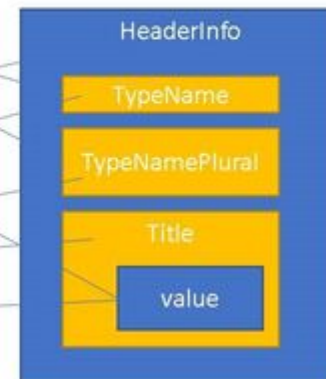 HeaderInfo
TypeName
TypeNamePlural
Title
value